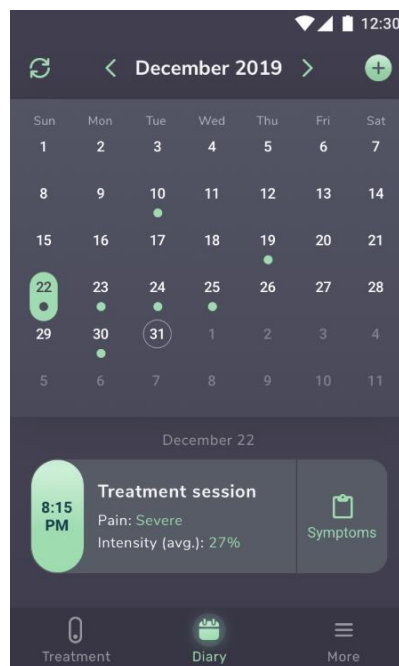 12:30
December 2019
Sun Mon Tue Wed Thu Fri Sat
1 2 3 4 5 6 7
8 9 10 11 12 13 14
15 16 17 18 19 20 21
22 23 24 25 26 27 28
29 30 31 1 2 3 4
5 6 7 8 9 10 11
December 22
8:15
PM
Treatment session
Pain: Severe
Intensity (avg.): 27%
Symptoms
Treatment Diary More